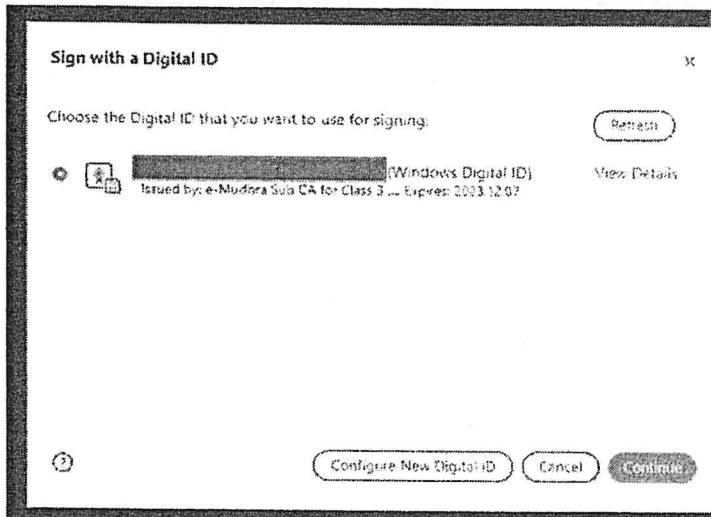 Sign with a Digital ID
×
Choose the Digital ID that you want to use for signing:
Refresh
(Windows Digital ID)
View Details
Issued by: e-Mudhra Sub CA for Class 3 ... Expires: 2023.12.07
?
Configure New Digital ID
Cancel
Continue